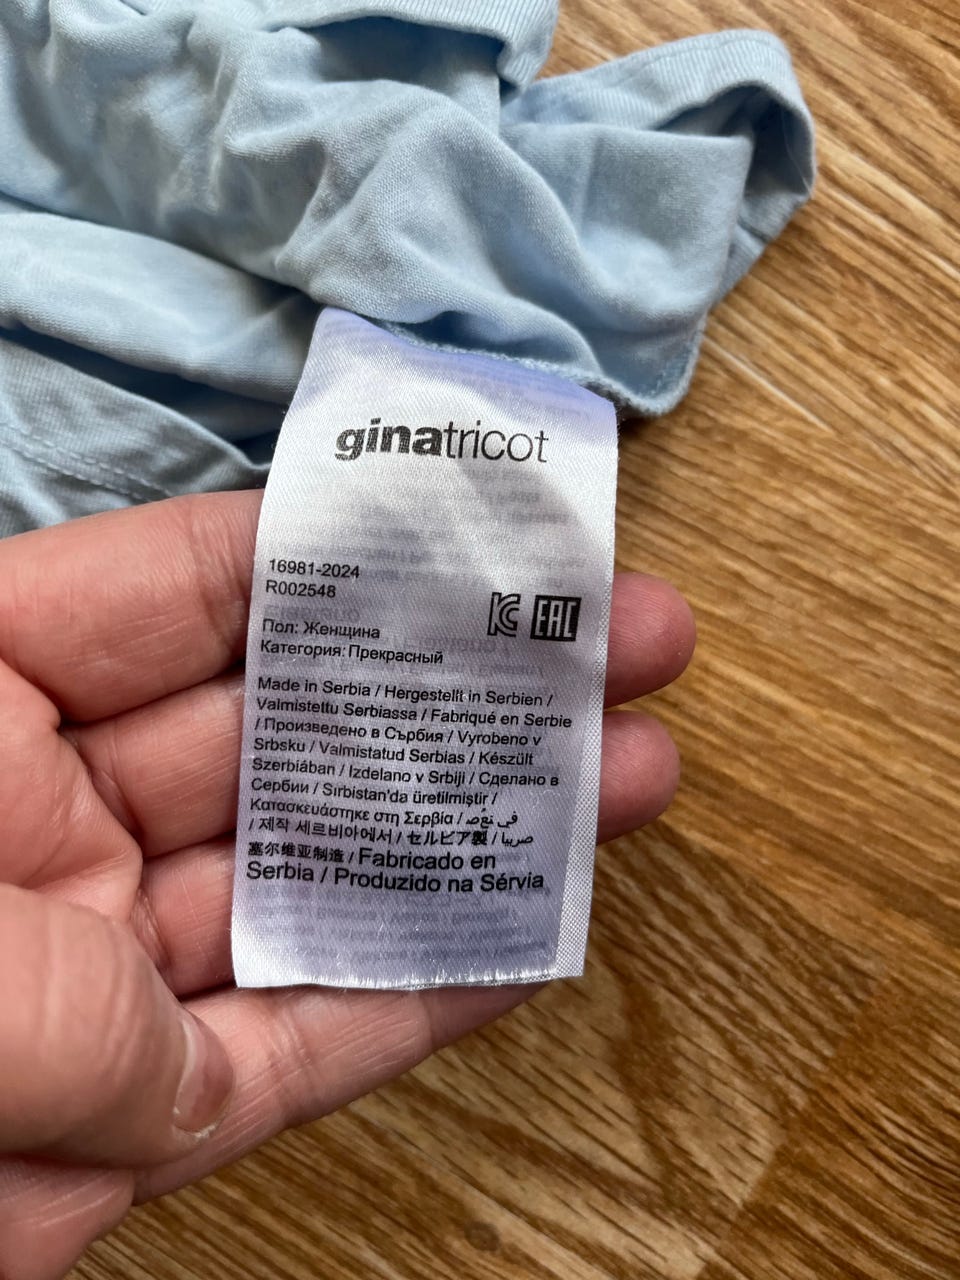 ginatricot
16981-2024
R002548
KC EAC
Пол: Женщина
Категория: Прекрасный
Made in Serbia / Hergestellt in Serbien /
Valmistettu Serbiassa / Fabriqué en Serbie
/ Произведено в Сърбия / Vyrobeno v
Srbsku / Valmistatud Serbias / Készült
Szerbiában / Izdelano v Srbiji / Сделано в
Сербии / Sırbistan'da üretilmiştir /
Κατασκευάστηκε στη Σερβία / في
صربيا / 제작 세르비아에서 / セルビア製 /
塞尔维亚制造 / Fabricado en
Serbia / Produzido na Sérvia